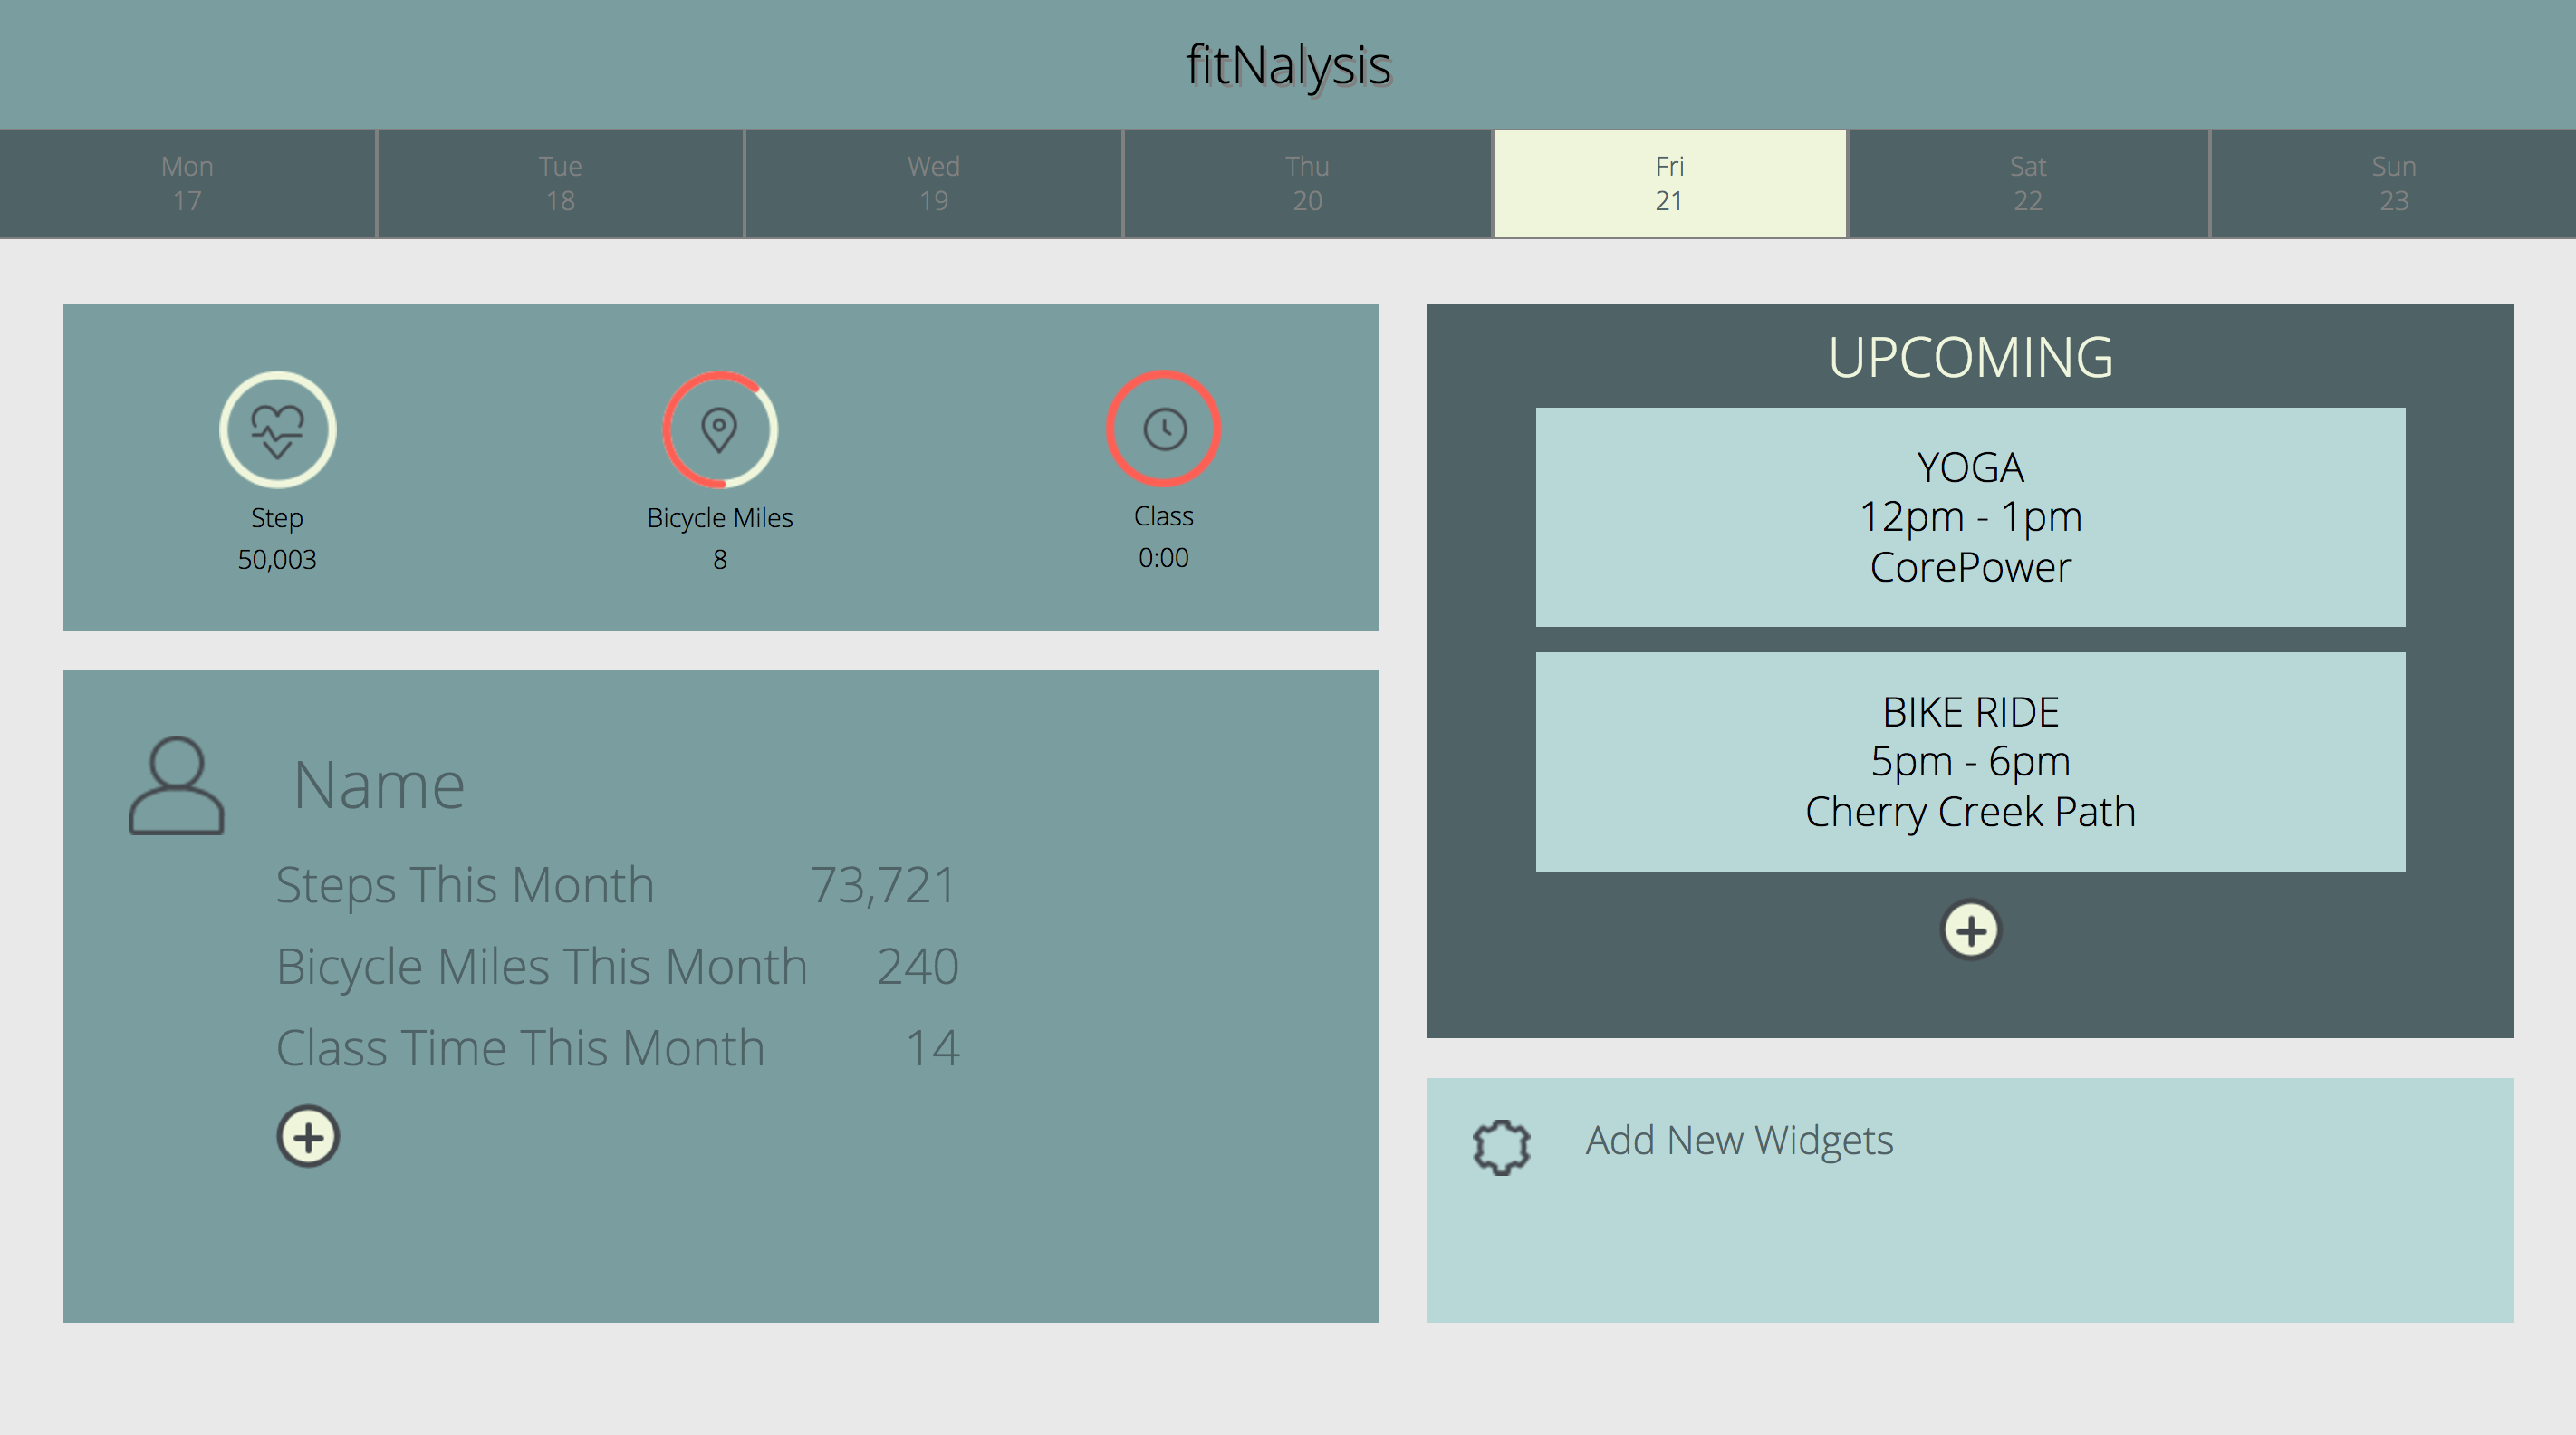 fitNalysis
Mon
17
Tue
18
Wed
19
Thu
20
Fri
21
Sat
22
Sun
23
Step
50,003
Bicycle Miles
8
Class
0:00
Name
Steps This Month 73,721
Bicycle Miles This Month 240
Class Time This Month 14
UPCOMING
YOGA
12pm - 1pm
CorePower
BIKE RIDE
5pm - 6pm
Cherry Creek Path
Add New Widgets